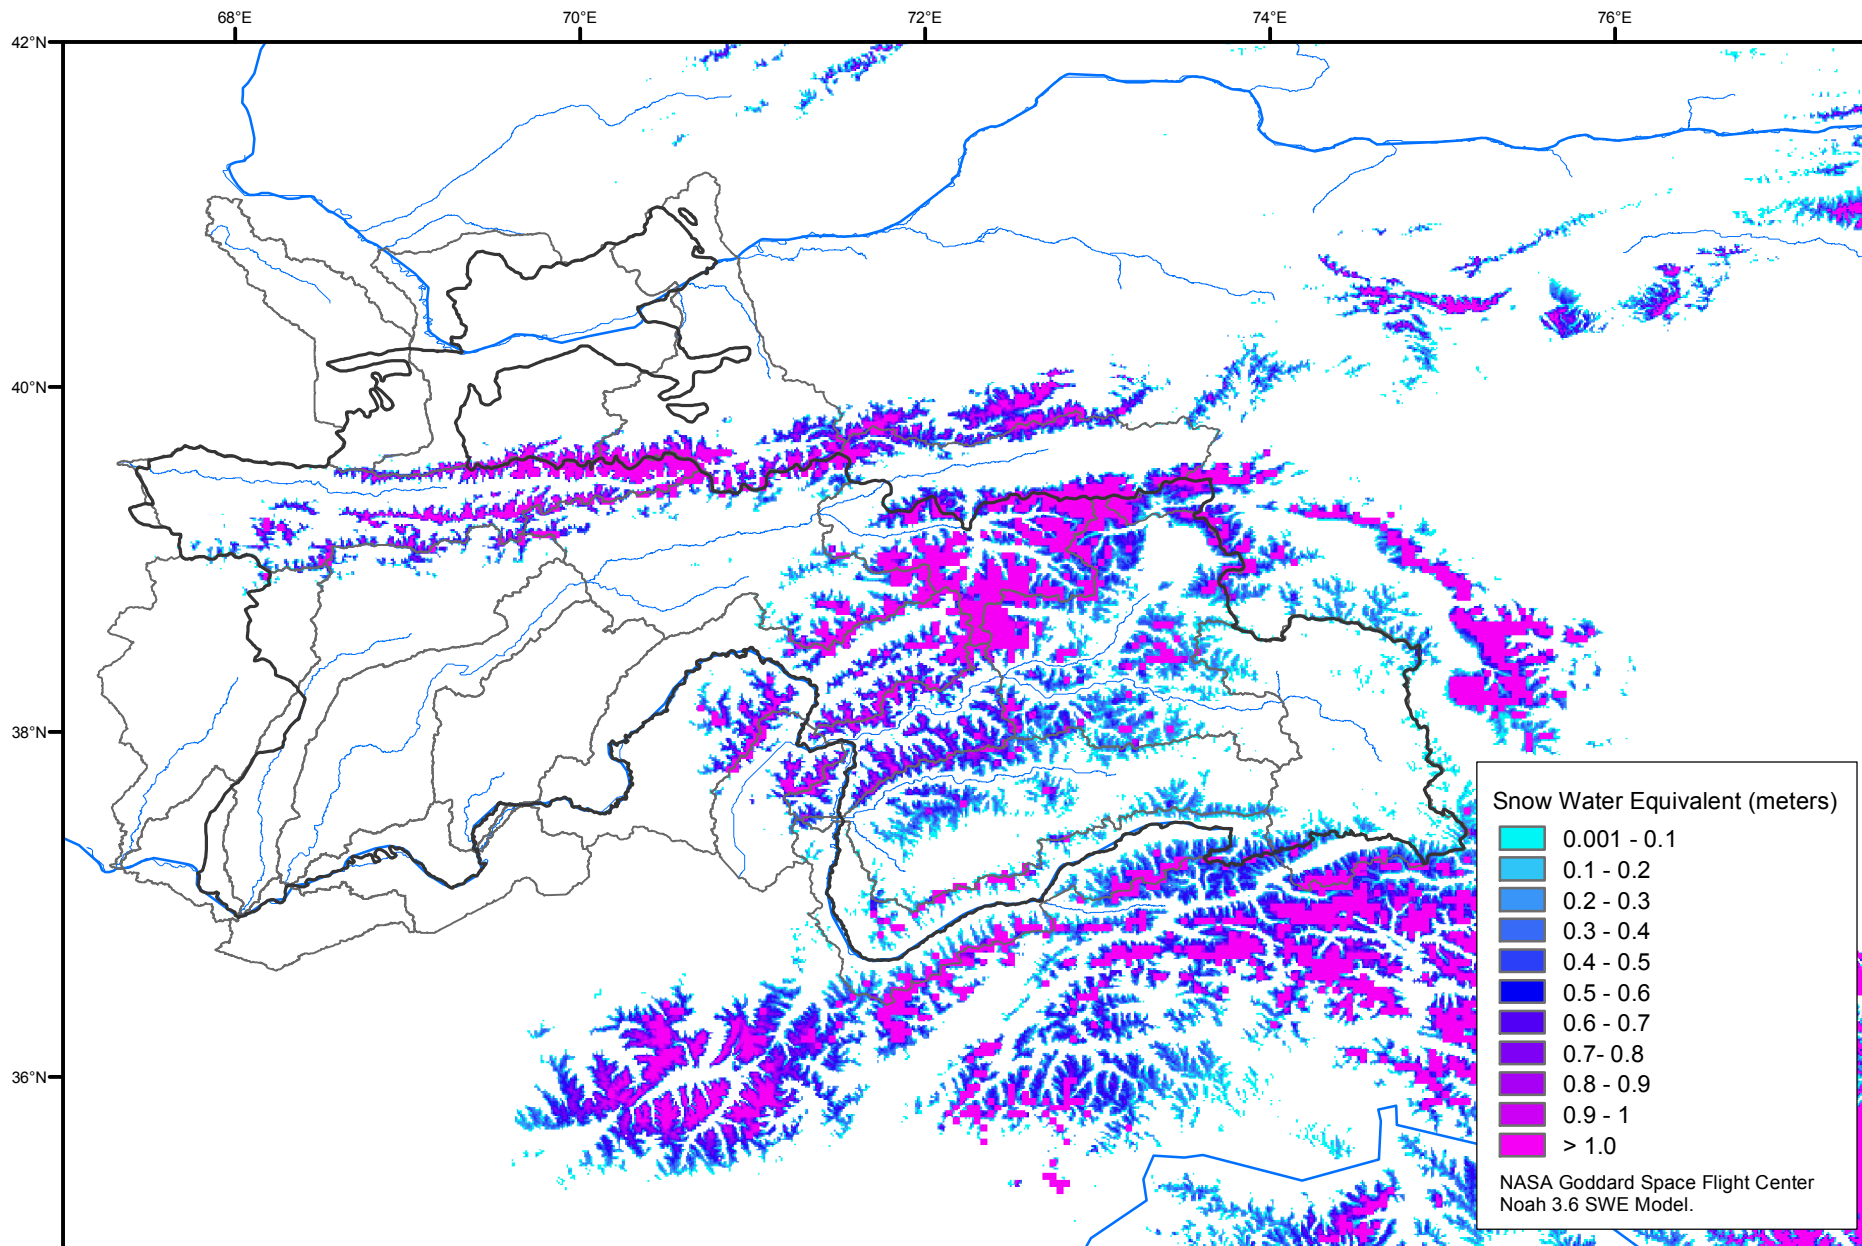 68°E 70°E 72°E 74°E 76°E
42°N
40°N
38°N
36°N
Snow Water Equivalent (meters)
0.001 - 0.1
0.1 - 0.2
0.2 - 0.3
0.3 - 0.4
0.4 - 0.5
0.5 - 0.6
0.6 - 0.7
0.7- 0.8
0.8 - 0.9
0.9 - 1
> 1.0
NASA Goddard Space Flight Center
Noah 3.6 SWE Model.